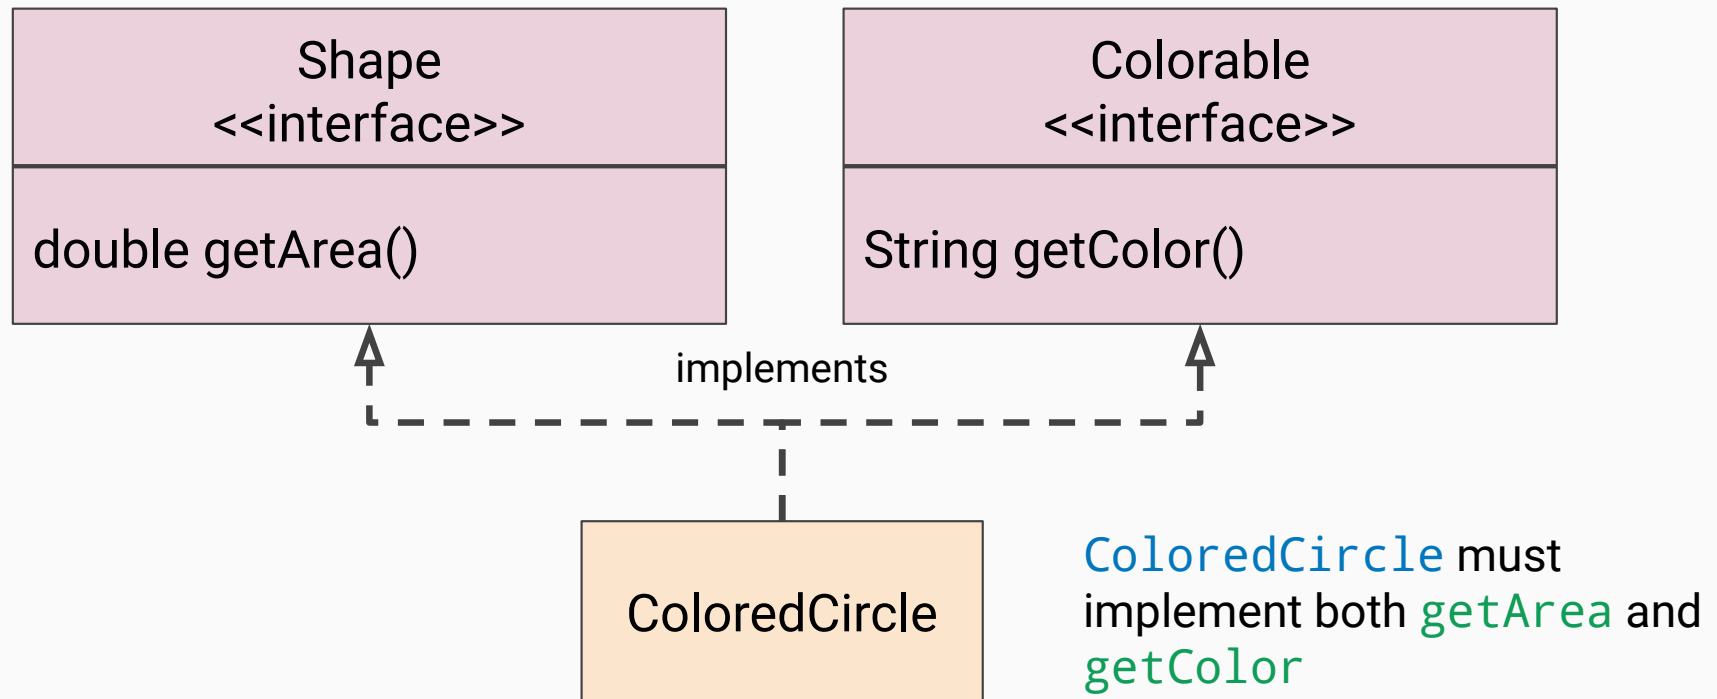 Shape
<<interface>>
double getArea()
Colorable
<<interface>>
String getColor()
implements
ColoredCircle
ColoredCircle must
implement both getArea and
getColor